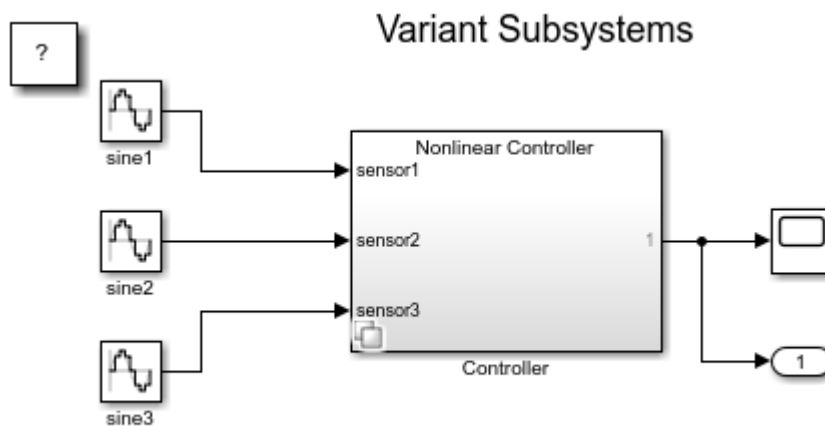 Variant Subsystems
?
sine1
Nonlinear Controller
sensor1
sensor2
1
sine2
sensor3
Controller
1
sine3